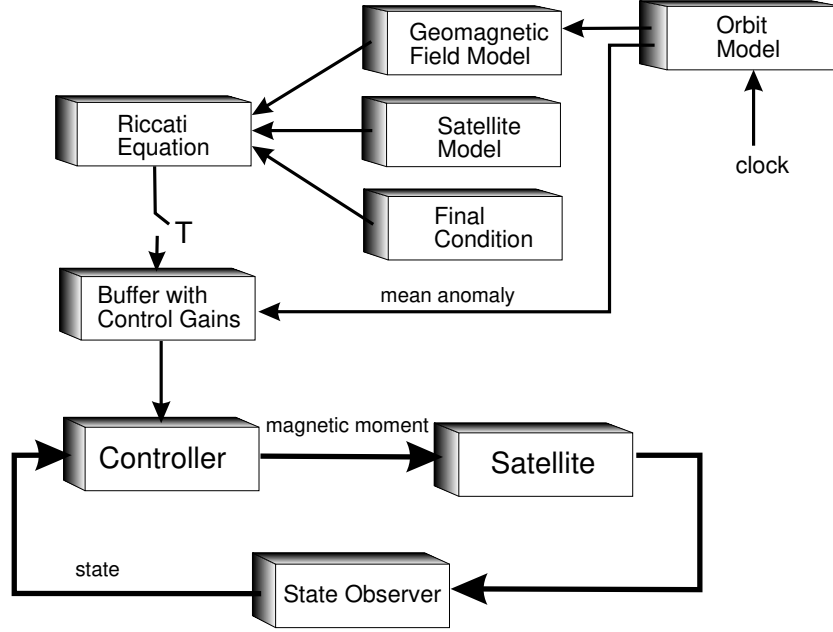 Geomagnetic
Field Model
Orbit
Model
Riccati
Equation
Satellite
Model
clock
Final
Condition
T
Buffer with
Control Gains
mean anomaly
Controller
magnetic moment
Satellite
state
State Observer